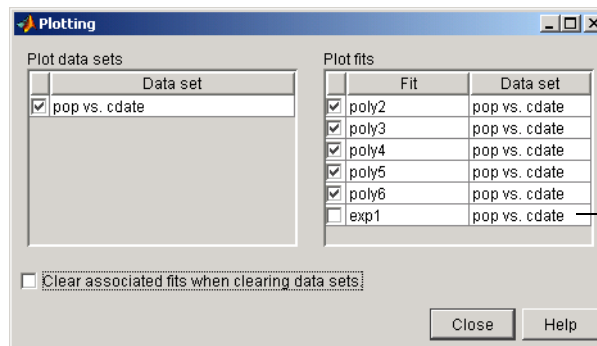 Plotting
Plot data sets
Data set
pop vs. cdate
Plot fits
Fit Data set
poly2 pop vs. cdate
poly3 pop vs. cdate
poly4 pop vs. cdate
poly5 pop vs. cdate
poly6 pop vs. cdate
exp1 pop vs. cdate
Clear associated fits when clearing data sets
Close Help